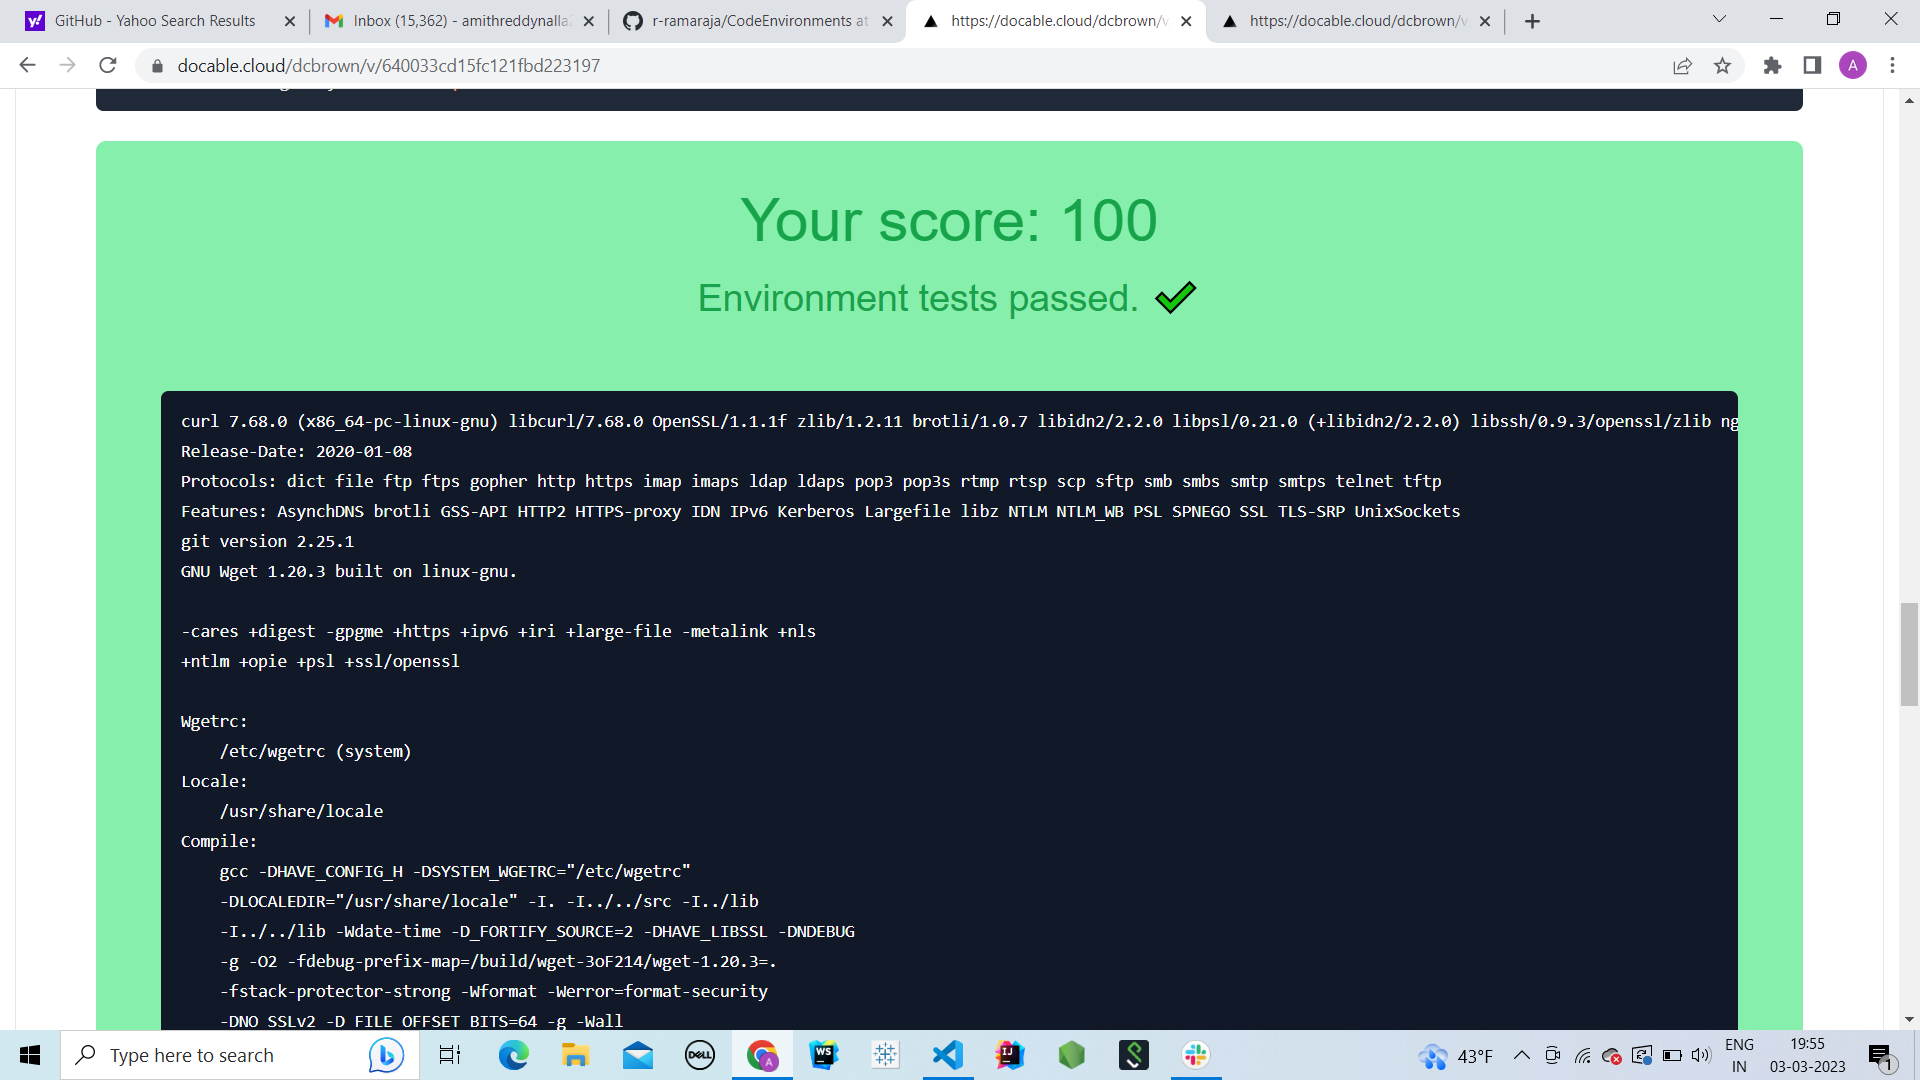 GitHub - Yahoo Search Results
Inbox (15,362) - amithreddynalla
r-ramaraja/CodeEnvironments at
https://docable.cloud/dcbrown/v
https://docable.cloud/dcbrown/v
docable.cloud/dcbrown/v/640033cd15fc121fbd223197
A
Your score: 100
Environment tests passed.
curl 7.68.0 (x86_64-pc-linux-gnu) libcurl/7.68.0 OpenSSL/1.1.1f zlib/1.2.11 brotli/1.0.7 libidn2/2.2.0 libpsl/0.21.0 (+libidn2/2.2.0) libssh/0.9.3/openssl/zlib ng
Release-Date: 2020-01-08
Protocols: dict file ftp ftps gopher http https imap imaps ldap ldaps pop3 pop3s rtmp rtsp scp sftp smb smbs smtp smtps telnet tftp
Features: AsynchDNS brotli GSS-API HTTP2 HTTPS-proxy IDN IPv6 Kerberos Largefile libz NTLM NTLM_WB PSL SPNEGO SSL TLS-SRP UnixSockets
git version 2.25.1
GNU Wget 1.20.3 built on linux-gnu.
-cares +digest -gpgme +https +ipv6 +iri +large-file -metalink +nls
+ntlm +opie +psl +ssl/openssl
Wgetrc:
/etc/wgetrc (system)
Locale:
/usr/share/locale
Compile:
gcc -DHAVE_CONFIG_H -DSYSTEM_WGETRC="/etc/wgetrc"
-DLOCALEDIR="/usr/share/locale" -I. -I../../src -I../lib
-I../../lib -Wdate-time -D_FORTIFY_SOURCE=2 -DHAVE_LIBSSL -DNDEBUG
-g -O2 -fdebug-prefix-map=/build/wget-3oF214/wget-1.20.3=.
-fstack-protector-strong -Wformat -Werror=format-security
-DNO_SSLv2 -D_FILE_OFFSET_BITS=64 -g -Wall
Type here to search
DELL
WS
IJ
43°F
ENG
IN
19:55
03-03-2023
1